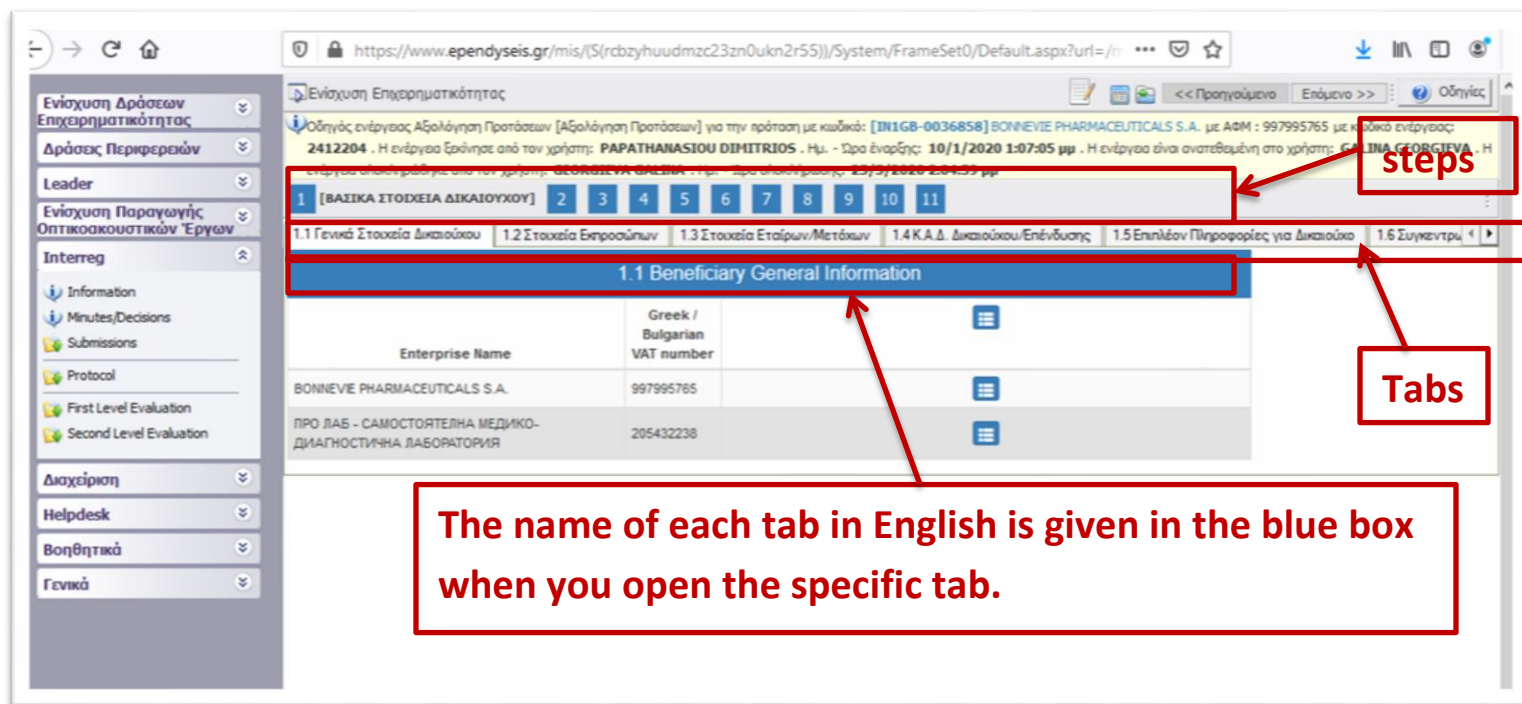 https://www.ependyseis.gr/mis/(S(rcbzyhuudmzc23zn0ukn2r55))/System/FrameSet0/Default.aspx?url=/m
Ενίσχυση Δράσεων
Επιχειρηματικότητας
Δράσεις Περιφερειών
Leader
Ενίσχυση Παραγωγής
Οπτικοακουστικών Έργων
Interreg
Information
Minutes/Decisions
Submissions
Protocol
First Level Evaluation
Second Level Evaluation
Διαχείριση
Helpdesk
Βοηθητικά
Γενικά
Ενίσχυση Επιχειρηματικότητας
<< Προηγούμενο Επόμενο >> Οδηγίες
Οδηγός ενέργειας Αξιολόγηση Προτάσεων [Αξιολόγηση Προτάσεων] για την πρόταση με κωδικό: [IN1GB-0036858] BONNEVIE PHARMACEUTICALS S.A. με ΑΦΜ : 997995765 με κωδικό ενέργειας:
2412204 . Η ενέργεια ξεκίνησε από τον χρήστη: PAPATHANASIOU DIMITRIOS . Ημ. - Ώρα έναρξης: 10/1/2020 1:07:05 μμ . Η ενέργεια είναι ανατεθειμένη στο χρήστη: GALINA GEORGIEVA . Η
steps
1 [ΒΑΣΙΚΑ ΣΤΟΙΧΕΙΑ ΔΙΚΑΙΟΥΧΟΥ] 2 3 4 5 6 7 8 9 10 11
1.1 Γενικά Στοιχεία Δικαιούχου 1.2 Στοιχεία Εκπροσώπων 1.3 Στοιχεία Εταίρων/Μετόχων 1.4 Κ.Α.Δ. Δικαιούχου/Επένδυσης 1.5 Επιπλέον Πληροφορίες για Δικαιούχο 1.6 Συγκεντρω
1.1 Beneficiary General Information
Enterprise Name
Greek /
Bulgarian
VAT number
BONNEVIE PHARMACEUTICALS S.A. 997995765
ПРО ЛАБ - САМОСТОЯТЕЛНА МЕДИКО-
ДИАГНОСТИЧНА ЛАБОРАТОРИЯ 205432238
Tabs
The name of each tab in English is given in the blue box
when you open the specific tab.